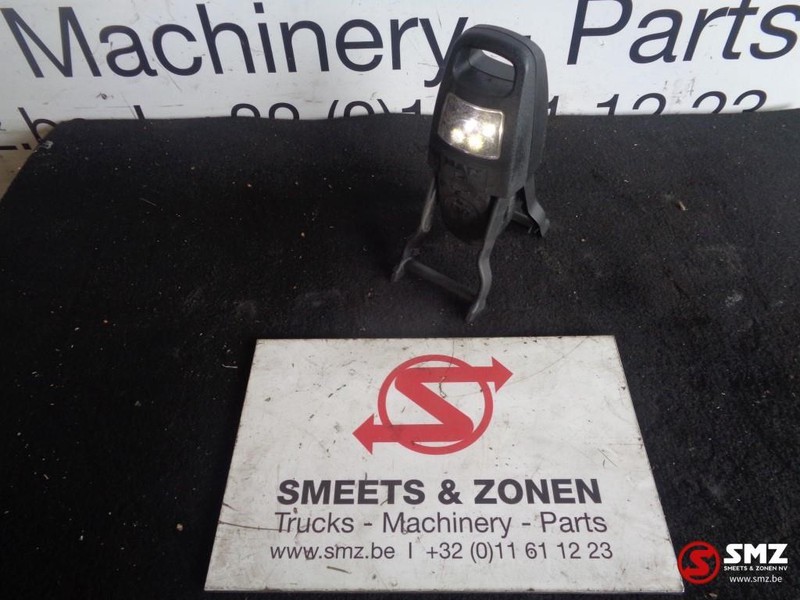 Machinery - Parts
SMEETS & ZONEN
Trucks - Machinery - Parts
www.smz.be I +32 (0)11 61 12 23
SMZ
SMEETS & ZONEN NV
www.smz.be